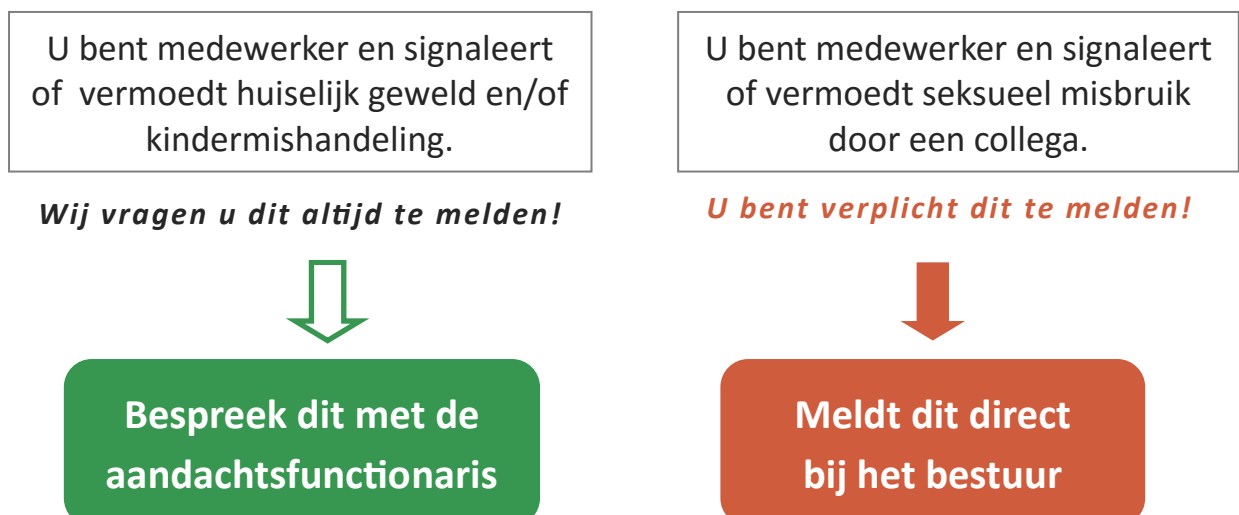 U bent medewerker en signaleert
of vermoedt huiselijk geweld en/of
kindermishandeling.
Wij vragen u dit altijd te melden!
Bespreek dit met de
aandachtsfunctionaris
U bent medewerker en signaleert
of vermoedt seksueel misbruik
door een collega.
U bent verplicht dit te melden!
Meldt dit direct
bij het bestuur